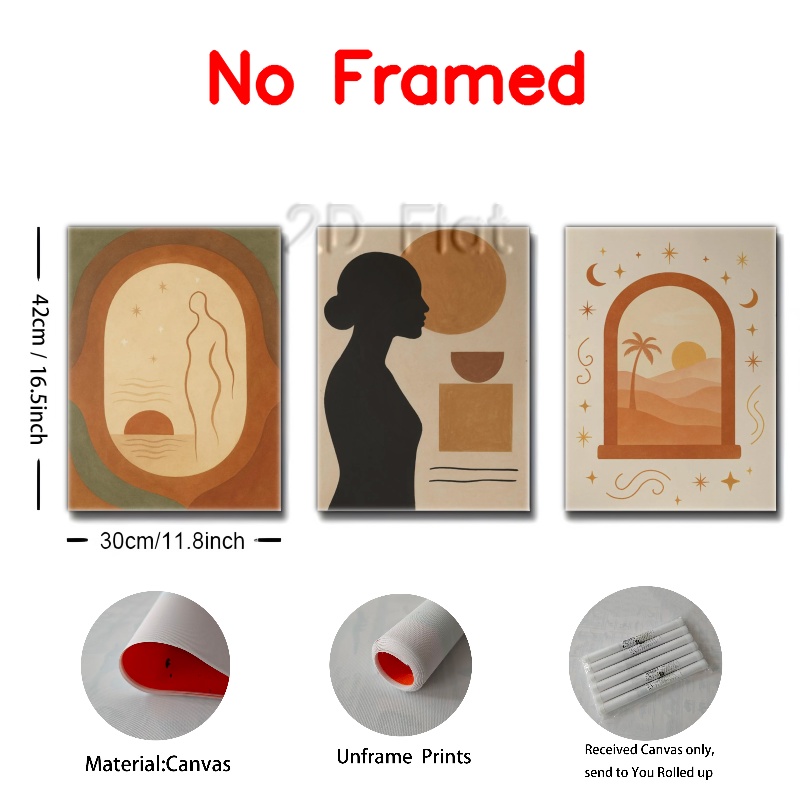 No Framed
2D Flat
42cm / 16.5inch
30cm/11.8inch
Material:Canvas
Unframe Prints
Received Canvas only,
send to You Rolled up